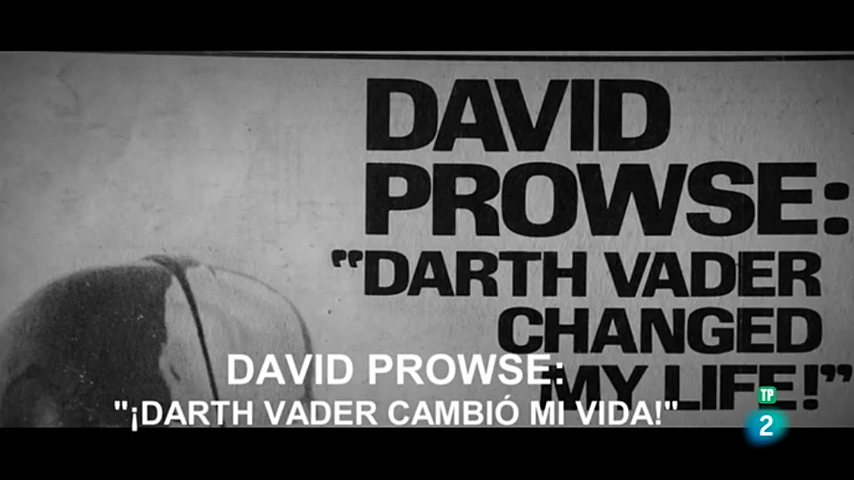 DAVID
PROWSE:
"DARTH VADER
CHANGED
MY LIFE!"
DAVID PROWSE:
"¡DARTH VADER CAMBIÓ MI VIDA!"
TP
2